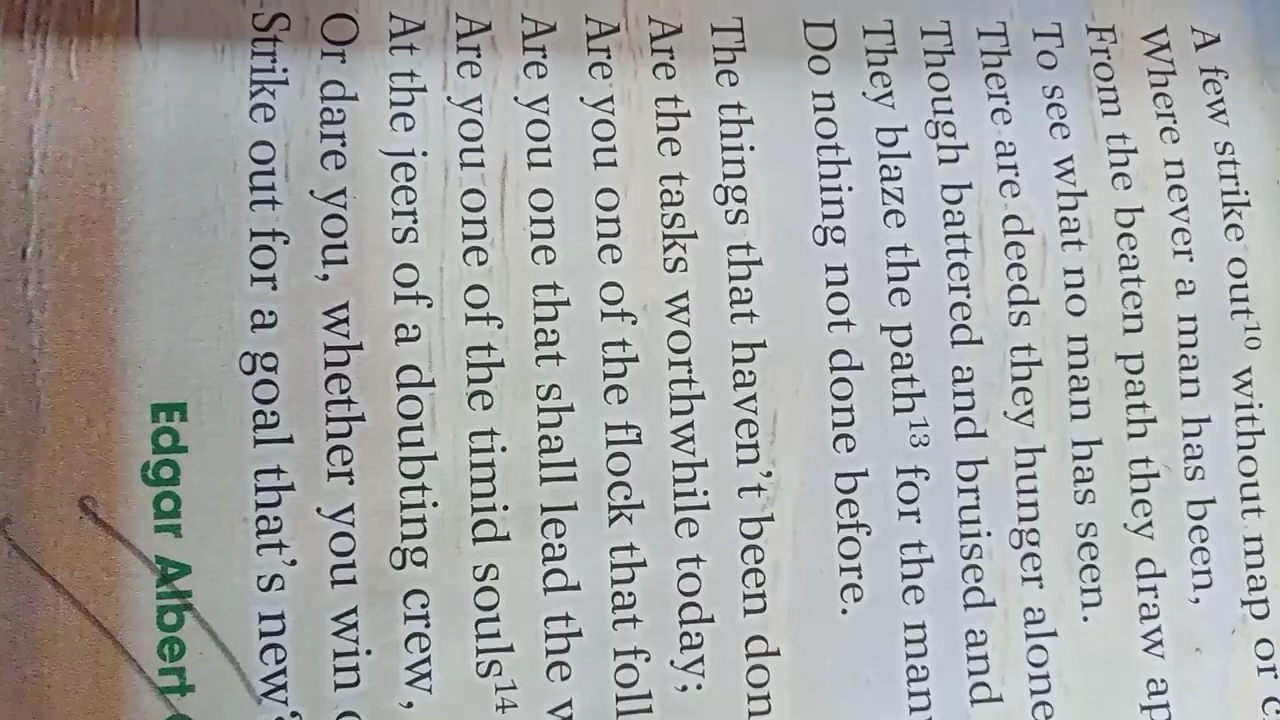 A few strike out¹⁰ without map or
Where never a man has been,
From the beaten path they draw
To see what no man has seen.
There are deeds they hunger alone
Though battered and bruised and
They blaze the path¹³ for the
Do nothing not done before.
The things that haven't been
Are the tasks worthwhile today;
Are you one of the flock that
Are you one that shall lead the
Are you one of the timid souls¹⁴
At the jeers of a doubting crew,
Or dare you, whether you win
Strike out for a goal that's new?
Edgar Albert